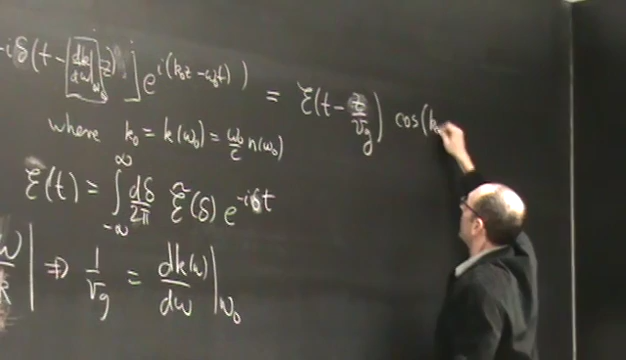 -iδ(t - dk/dω|ω₀ z) ] e^{i(k₀z - ω₀t)} ) = ℰ(t - z/v_g) cos(k₀
where k₀ = k(ω₀) = ω₀/c n(ω₀)
ℰ(t) = ∫_{-∞}^{∞} dδ/2π ℰ̃(δ) e^{-iδt}
| ⇒ 1/v_g = dk(ω)/dω |_{ω₀}